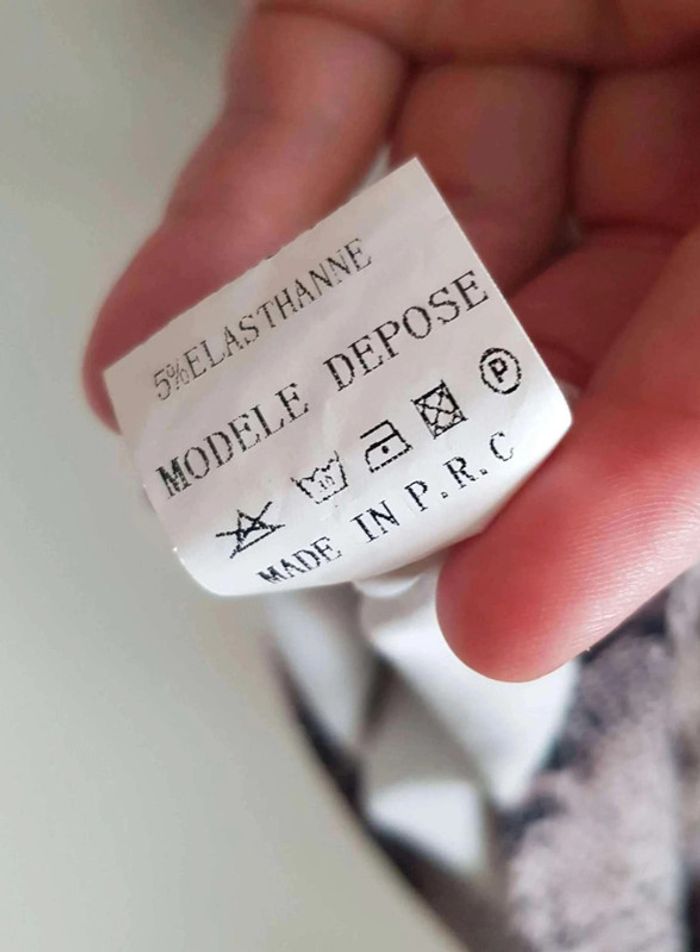 5%ELASTHANNE
MODELE DEPOSE
P
MADE IN P.R.C